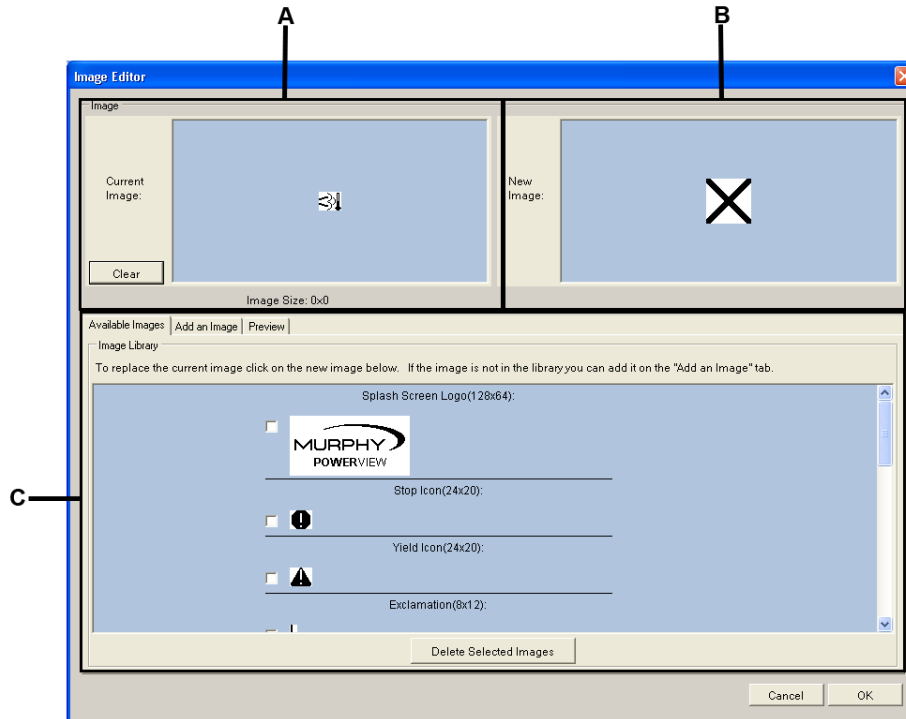 A
B
Image Editor
Image
Current
Image:
New
Image:
Clear
Image Size: 0x0
Available Images
Add an Image
Preview
Image Library
To replace the current image click on the new image below. If the image is not in the library you can add it on the "Add an Image" tab.
Splash Screen Logo(128x64):
MURPHY
POWERVIEW
C
Stop Icon(24x20):
Yield Icon(24x20):
Exclamation(8x12):
Delete Selected Images
Cancel
OK